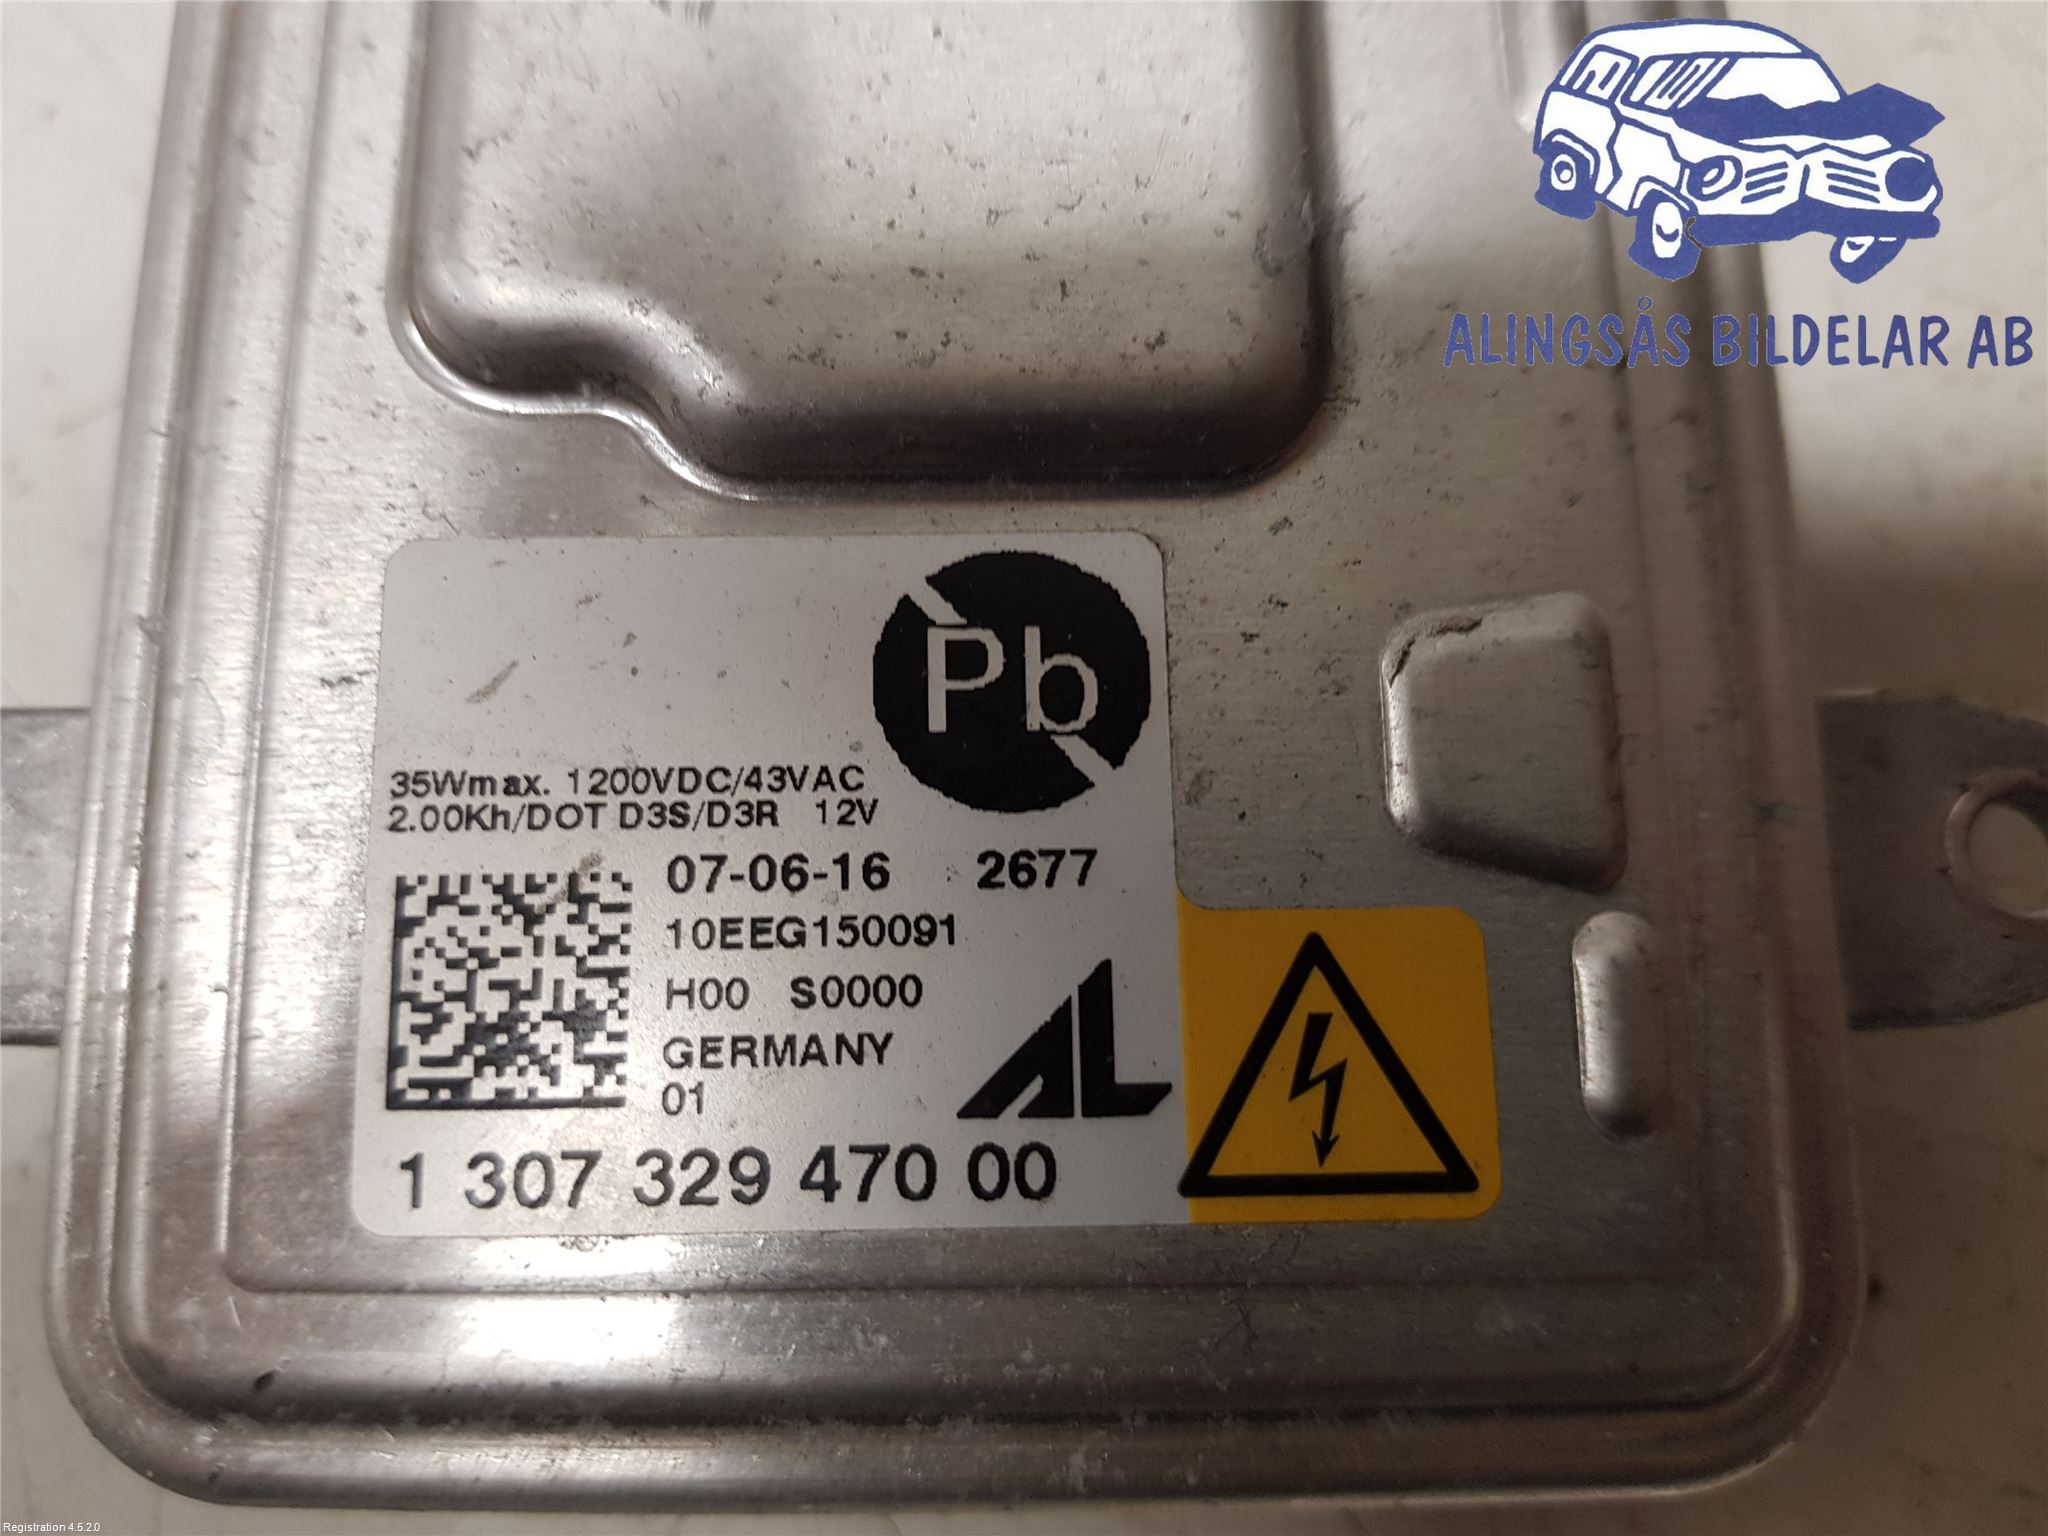 ALINGSÅS BILDELAR AB
Pb
35Wmax. 1200VDC/43VAC
2.00Kh/DOT D3S/D3R 12V
07-06-16 2677
10EEG150091
H00 S0000
GERMANY
01
AL
1 307 329 470 00
Registration 4.5.2.0